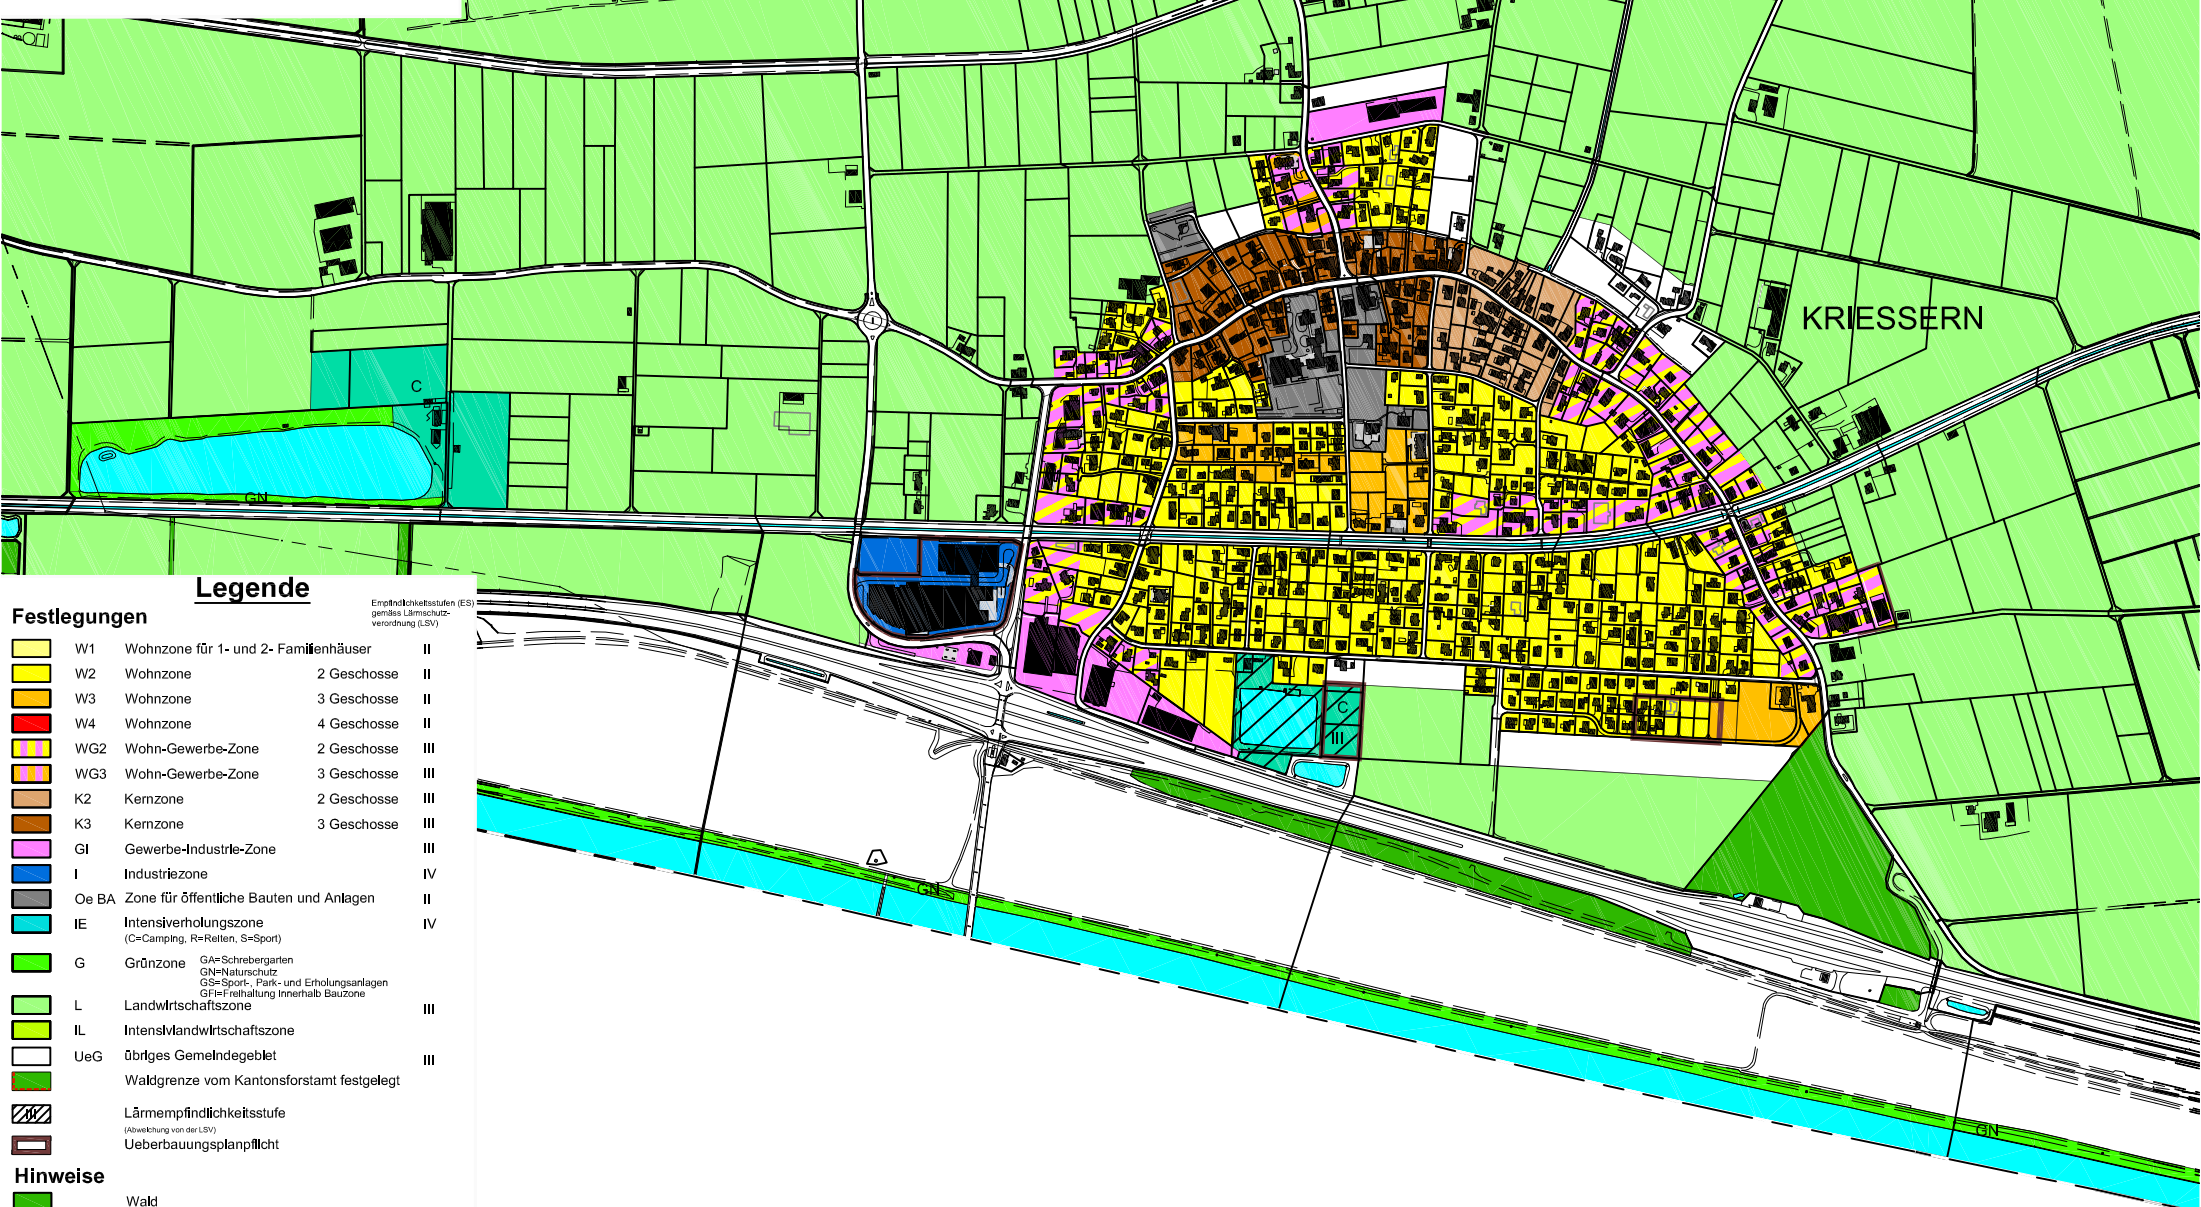 KRIESSERN
C
GN
C
III
GN
GN
Legende
Festlegungen
Empfindlichkeitsstufen (ES)
gemäss Lärmschutz-
verordnung (LSV)
W1 Wohnzone für 1- und 2- Familienhäuser II
W2 Wohnzone 2 Geschosse II
W3 Wohnzone 3 Geschosse II
W4 Wohnzone 4 Geschosse II
WG2 Wohn-Gewerbe-Zone 2 Geschosse III
WG3 Wohn-Gewerbe-Zone 3 Geschosse III
K2 Kernzone 2 Geschosse III
K3 Kernzone 3 Geschosse III
GI Gewerbe-Industrie-Zone III
I Industriezone IV
Oe BA Zone für öffentliche Bauten und Anlagen II
IE Intensiverholungszone IV
(C=Camping, R=Reiten, S=Sport)
G Grünzone GA=Schrebergarten
GN=Naturschutz
GS=Sport-, Park- und Erholungsanlagen
GFI=Freihaltung innerhalb Bauzone
L Landwirtschaftszone III
IL Intensivlandwirtschaftszone
UeG übriges Gemeindegebiet III
Waldgrenze vom Kantonsforstamt festgelegt
III Lärmempfindlichkeitsstufe
(Abweichung von der LSV)
Ueberbauungsplanpflicht
Hinweise
Wald